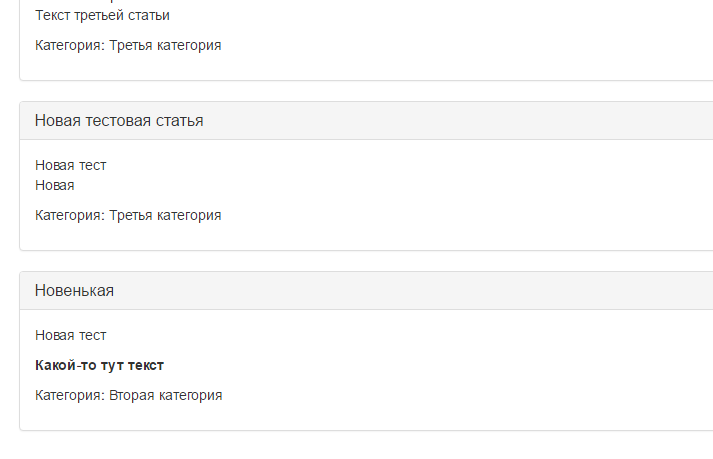 Текст третьей статьи
Категория: Третья категория
Новая тестовая статья
Новая тест
Новая
Категория: Третья категория
Новенькая
Новая тест
Какой-то тут текст
Категория: Вторая категория